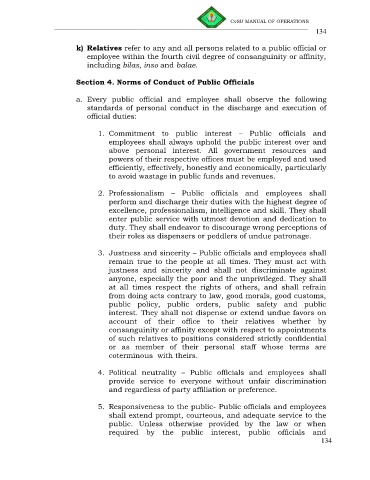 CvSU MANUAL OF OPERATIONS
134
k) Relatives refer to any and all persons related to a public official or
employee within the fourth civil degree of consanguinity or affinity,
including bilas, inso and balae.
Section 4. Norms of Conduct of Public Officials
a. Every public official and employee shall observe the following
standards of personal conduct in the discharge and execution of
official duties:
1. Commitment to public interest – Public officials and
employees shall always uphold the public interest over and
above personal interest. All government resources and
powers of their respective offices must be employed and used
efficiently, effectively, honestly and economically, particularly
to avoid wastage in public funds and revenues.
2. Professionalism – Public officials and employees shall
perform and discharge their duties with the highest degree of
excellence, professionalism, intelligence and skill. They shall
enter public service with utmost devotion and dedication to
duty. They shall endeavor to discourage wrong perceptions of
their roles as dispensers or peddlers of undue patronage.
3. Justness and sincerity – Public officials and employees shall
remain true to the people at all times. They must act with
justness and sincerity and shall not discriminate against
anyone, especially the poor and the unprivileged. They shall
at all times respect the rights of others, and shall refrain
from doing acts contrary to law, good morals, good customs,
public policy, public orders, public safety and public
interest. They shall not dispense or extend undue favors on
account of their office to their relatives whether by
consanguinity or affinity except with respect to appointments
of such relatives to positions considered strictly confidential
or as member of their personal staff whose terms are
coterminous with theirs.
4. Political neutrality – Public officials and employees shall
provide service to everyone without unfair discrimination
and regardless of party affiliation or preference.
5. Responsiveness to the public- Public officials and employees
shall extend prompt, courteous, and adequate service to the
public. Unless otherwise provided by the law or when
required by the public interest, public officials and
134